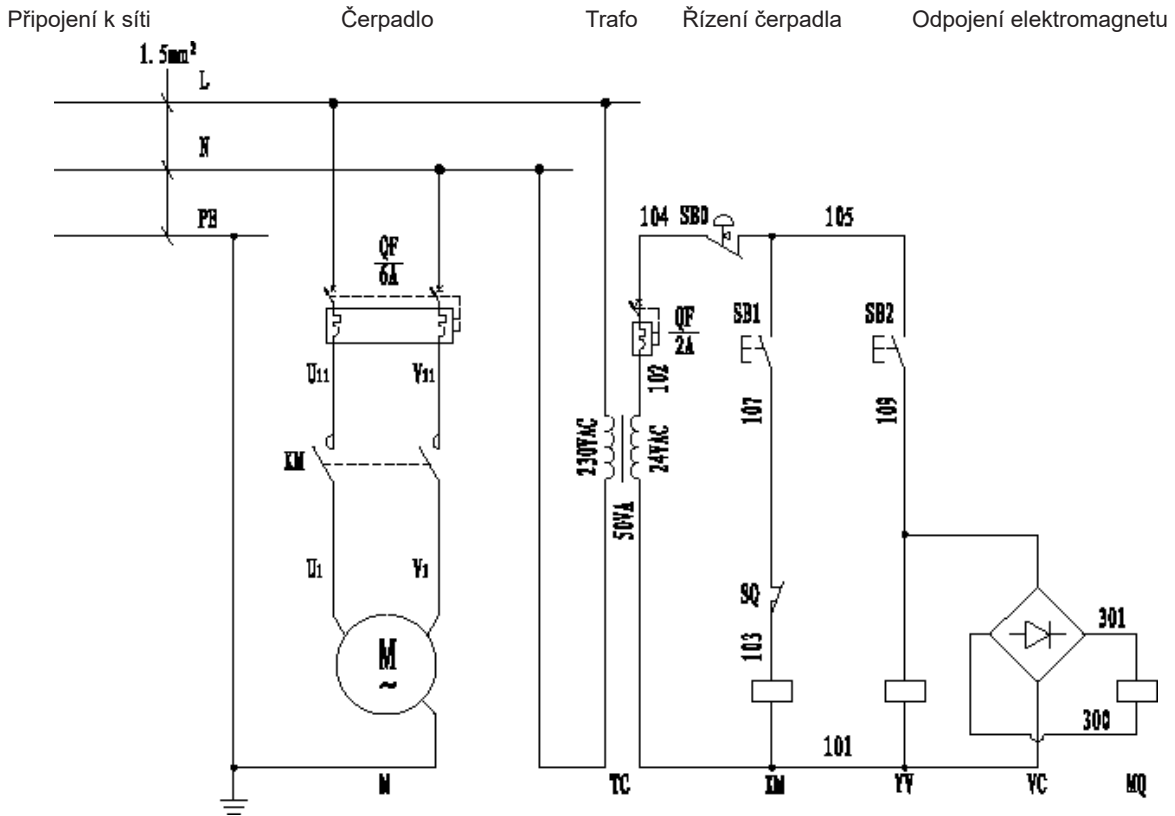 Připojení k síti
Čerpadlo
Trafo
Řízení čerpadla
Odpojení elektromagnetu
1.5mm²
L
N
PE
104
SB0
105
QF
6A
QF
2A
SB1
SB2
U11
V11
102
107
109
KM
230VAC
24VAC
50VA
U1
V1
SQ
103
301
M
~
300
101
M
TC
KM
YV
VC
MQ